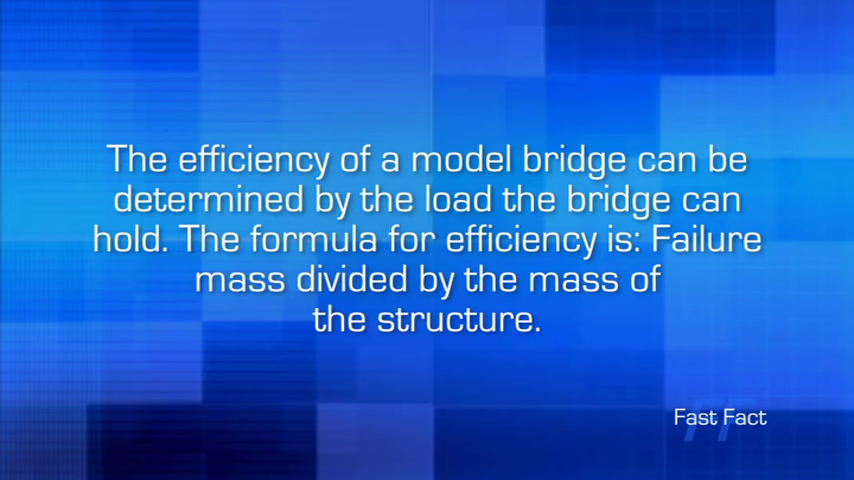 The efficiency of a model bridge can be
determined by the load the bridge can
hold. The formula for efficiency is: Failure
mass divided by the mass of
the structure.
Fast Fact